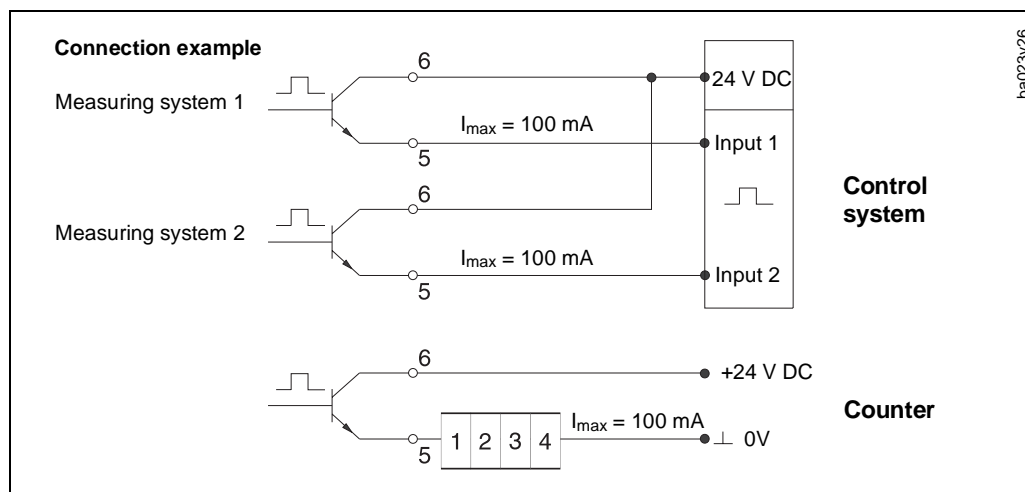 Connection example
ba023y26
6
24 V DC
Measuring system 1
Imax = 100 mA
Input 1
5
6
Control
system
Measuring system 2
Imax = 100 mA
Input 2
5
6
+24 V DC
Counter
Imax = 100 mA
5
1 2 3 4
⊥ 0V